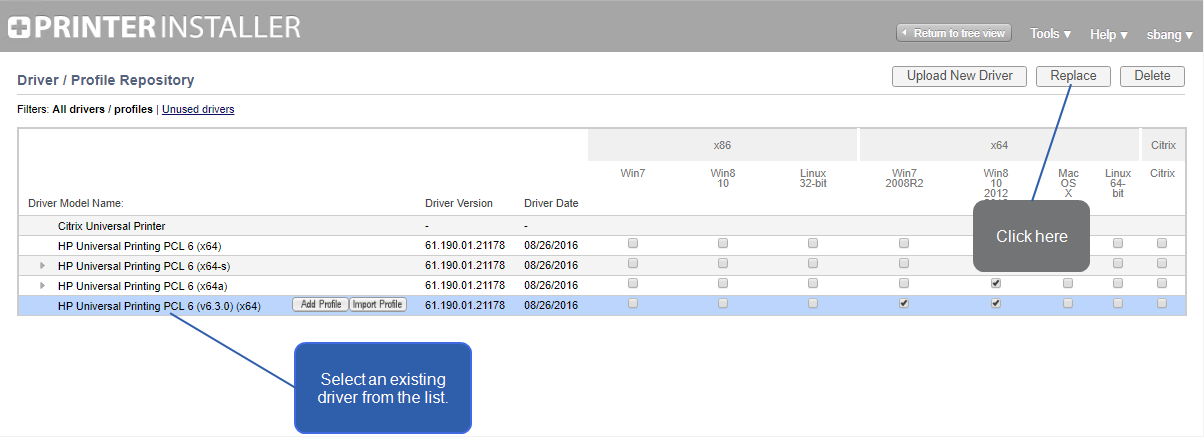 PRINTER INSTALLER
Return to tree view
Tools ▾
Help ▾
sbang ▾
Driver / Profile Repository
Upload New Driver
Replace
Delete
Filters: All drivers / profiles | Unused drivers
x86
x64
Citrix
Win7
Win8
10
Linux
32-bit
Win7
2008R2
Win8
10
2012
Mac
OS
X
Linux
64-
bit
Citrix
Driver Model Name:
Driver Version
Driver Date
Citrix Universal Printer - -
HP Universal Printing PCL 6 (x64) 61.190.01.21178 08/26/2016
HP Universal Printing PCL 6 (x64-s) 61.190.01.21178 08/26/2016
HP Universal Printing PCL 6 (x64a) 61.190.01.21178 08/26/2016
HP Universal Printing PCL 6 (v6.3.0) (x64) Add Profile Import Profile 61.190.01.21178 08/26/2016
Click here
Select an existing
driver from the list.